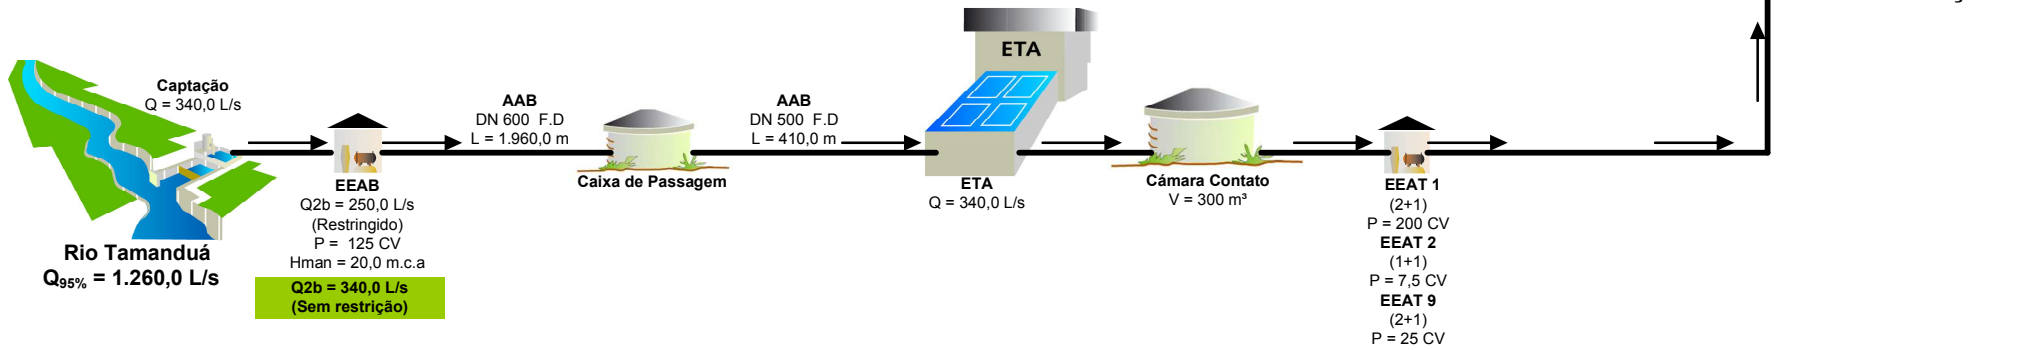 Captação
Q = 340,0 L/s
Rio Tamanduá
Q95% = 1.260,0 L/s
EEAB
Q2b = 250,0 L/s
(Restringido)
P = 125 CV
Hman = 20,0 m.c.a
Q2b = 340,0 L/s
(Sem restrição)
AAB
DN 600 F.D
L = 1.960,0 m
Caixa de Passagem
AAB
DN 500 F.D
L = 410,0 m
ETA
ETA
Q = 340,0 L/s
Cámara Contato
V = 300 m³
EEAT 1
(2+1)
P = 200 CV
EEAT 2
(1+1)
P = 7,5 CV
EEAT 9
(2+1)
P = 25 CV